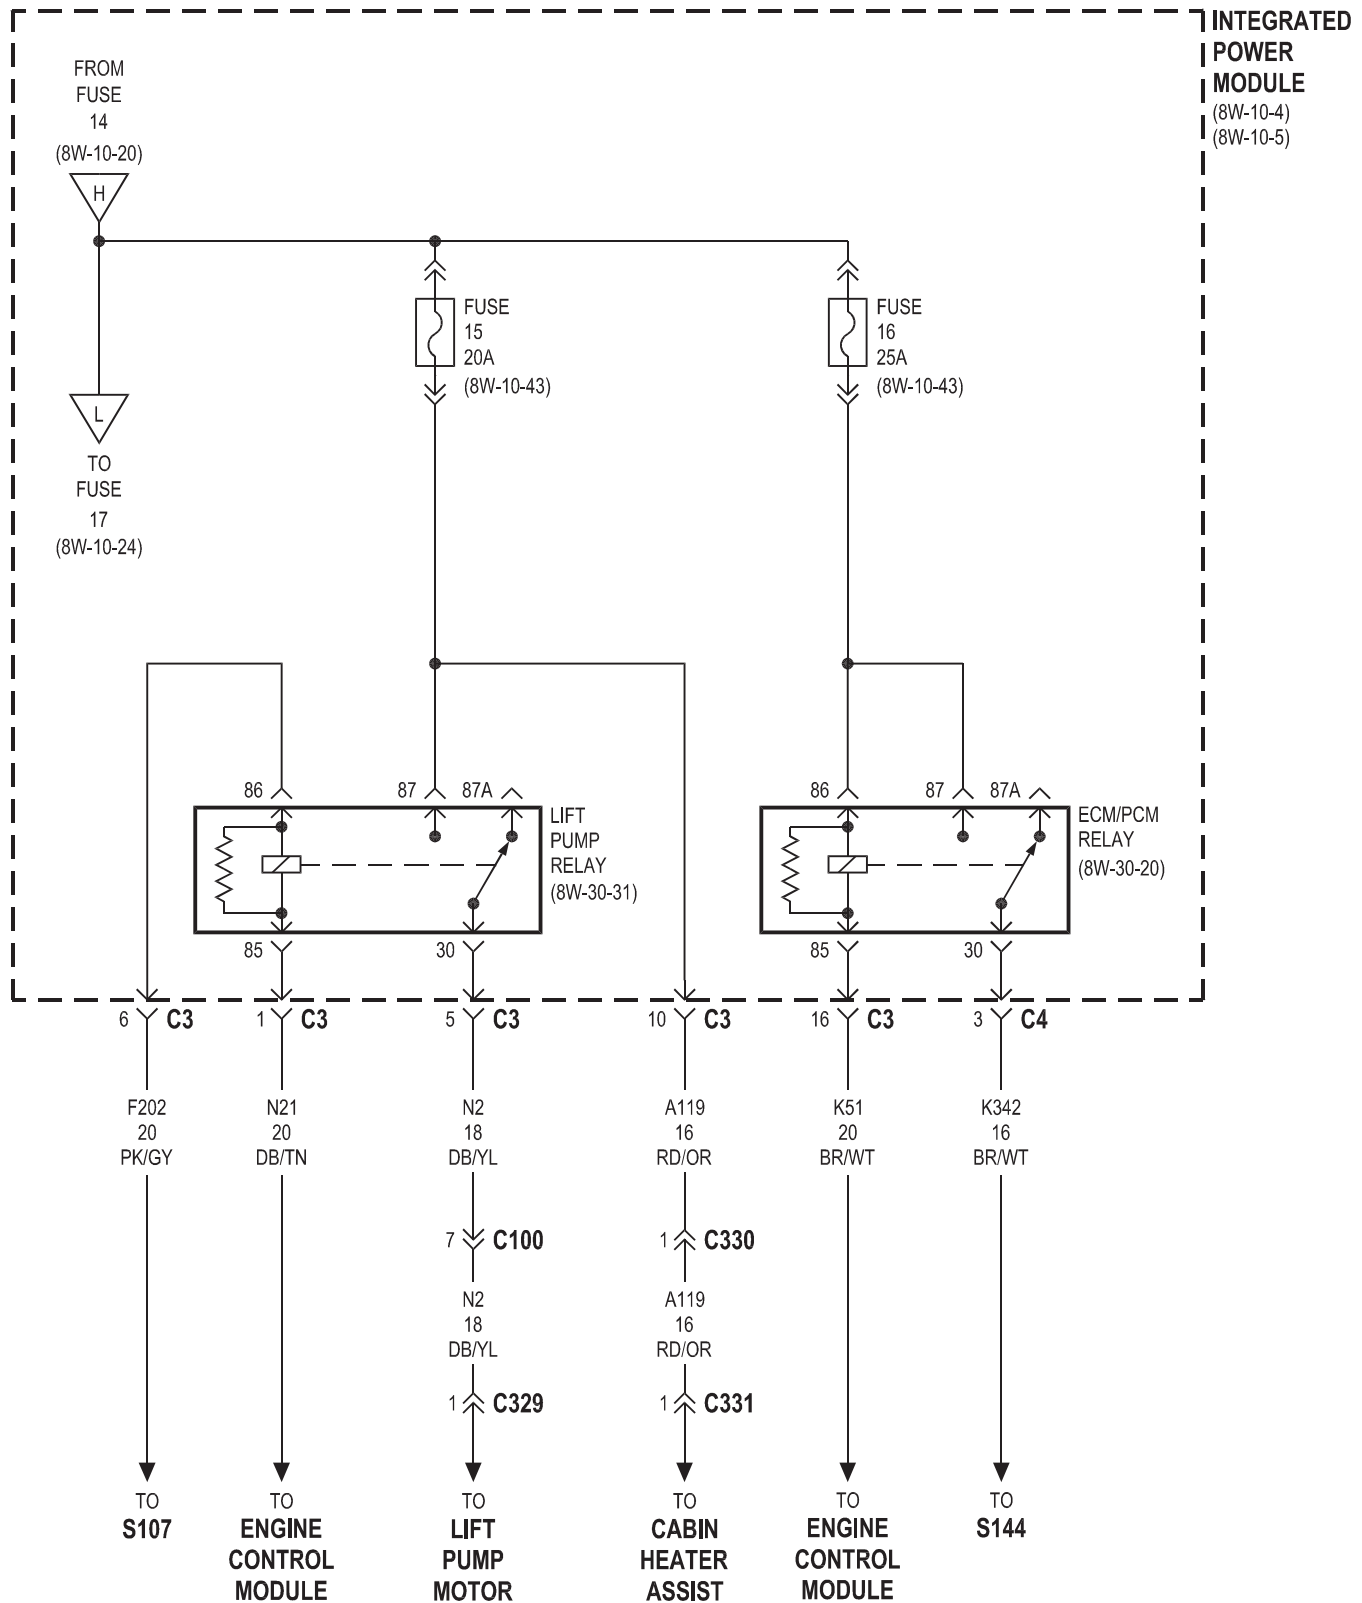 INTEGRATED
POWER
MODULE
(8W-10-4)
(8W-10-5)
FROM
FUSE
14
(8W-10-20)
H
L
TO
FUSE
17
(8W-10-24)
FUSE
15
20A
(8W-10-43)
FUSE
16
25A
(8W-10-43)
86
87
87A
LIFT
PUMP
RELAY
(8W-30-31)
85
30
86
87
87A
ECM/PCM
RELAY
(8W-30-20)
85
30
6 C3
1 C3
5 C3
10 C3
16 C3
3 C4
F202
20
PK/GY
N21
20
DB/TN
N2
18
DB/YL
A119
16
RD/OR
K51
20
BR/WT
K342
16
BR/WT
7 C100
1 C330
N2
18
DB/YL
A119
16
RD/OR
1 C329
1 C331
TO
S107
TO
ENGINE
CONTROL
MODULE
TO
LIFT
PUMP
MOTOR
TO
CABIN
HEATER
ASSIST
TO
ENGINE
CONTROL
MODULE
TO
S144